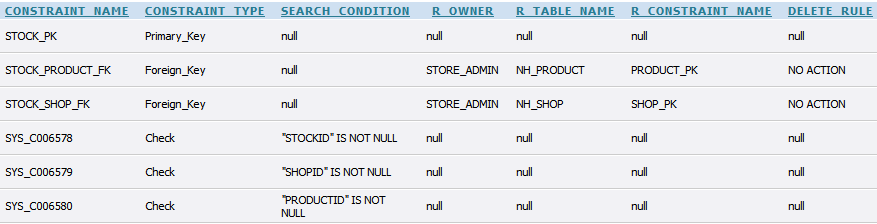 CONSTRAINT_NAME CONSTRAINT_TYPE SEARCH_CONDITION R_OWNER R_TABLE_NAME R_CONSTRAINT_NAME DELETE_RULE
STOCK_PK Primary_Key null null null null null
STOCK_PRODUCT_FK Foreign_Key null STORE_ADMIN NH_PRODUCT PRODUCT_PK NO ACTION
STOCK_SHOP_FK Foreign_Key null STORE_ADMIN NH_SHOP SHOP_PK NO ACTION
SYS_C006578 Check "STOCKID" IS NOT NULL null null null null
SYS_C006579 Check "SHOPID" IS NOT NULL null null null null
SYS_C006580 Check "PRODUCTID" IS NOT null null null null
NULL